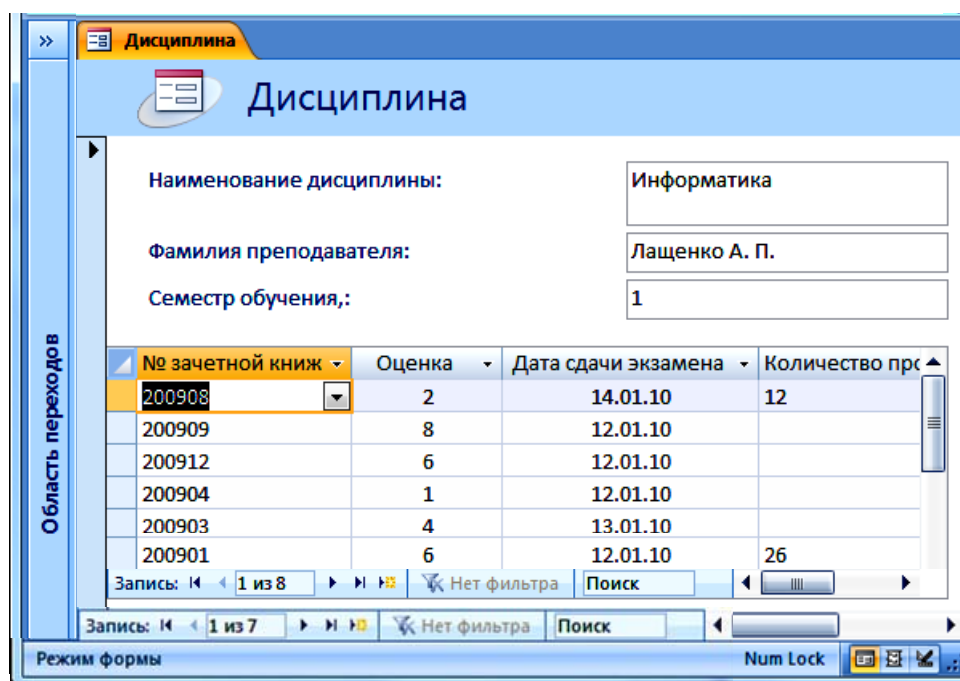 » Дисциплина
Дисциплина
Наименование дисциплины: Информатика
Фамилия преподавателя: Лащенко А. П.
Семестр обучения,: 1
Область переходов
№ зачетной книж Оценка Дата сдачи экзамена Количество прс
200908 2 14.01.10 12
200909 8 12.01.10
200912 6 12.01.10
200904 1 12.01.10
200903 4 13.01.10
200901 6 12.01.10 26
Запись: 1 из 8 Нет фильтра Поиск
Запись: 1 из 7 Нет фильтра Поиск
Режим формы Num Lock